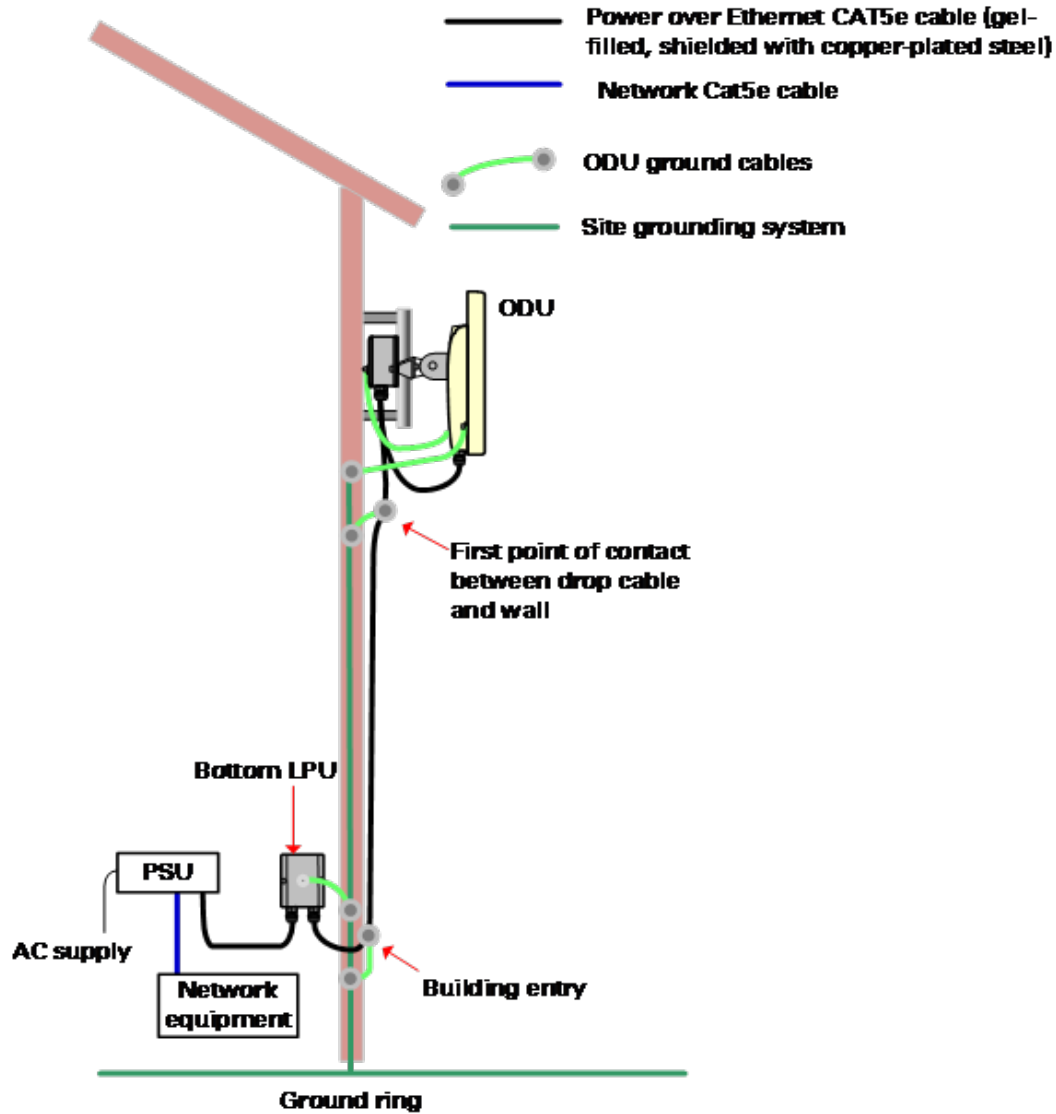 Power over Ethernet CAT5e cable (gel-
filled, shielded with copper-plated steel)
Network Cat5e cable
ODU ground cables
Site grounding system
ODU
First point of contact
between drop cable
and wall
Bottom LPU
PSU
AC supply
Network
equipment
Building entry
Ground ring